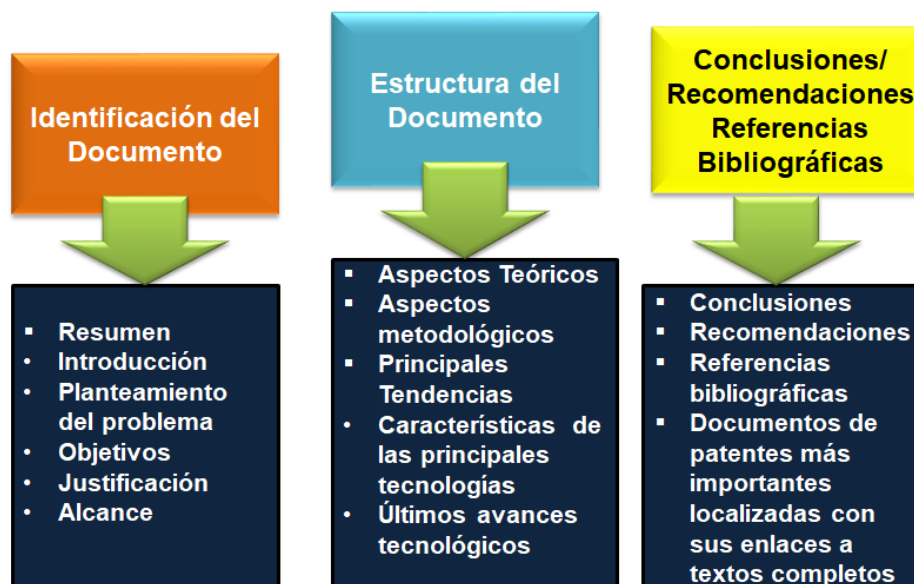 Identificación del
Documento
▪ Resumen
• Introducción
• Planteamiento
del problema
• Objetivos
• Justificación
• Alcance
Estructura del
Documento
▪ Aspectos Teóricos
▪ Aspectos
metodológicos
▪ Principales
Tendencias
• Características de
las principales
tecnologías
• Últimos avances
tecnológicos
Conclusiones/
Recomendaciones
Referencias
Bibliográficas
▪ Conclusiones
▪ Recomendaciones
▪ Referencias
bibliográficas
▪ Documentos de
patentes más
importantes
localizadas con
sus enlaces a
textos completos